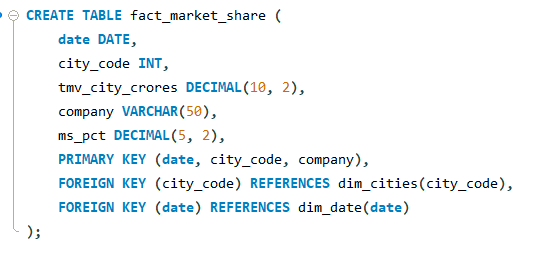 CREATE TABLE fact_market_share (
date DATE,
city_code INT,
tmv_city_crores DECIMAL(10, 2),
company VARCHAR(50),
ms_pct DECIMAL(5, 2),
PRIMARY KEY (date, city_code, company),
FOREIGN KEY (city_code) REFERENCES dim_cities(city_code),
FOREIGN KEY (date) REFERENCES dim_date(date)
);